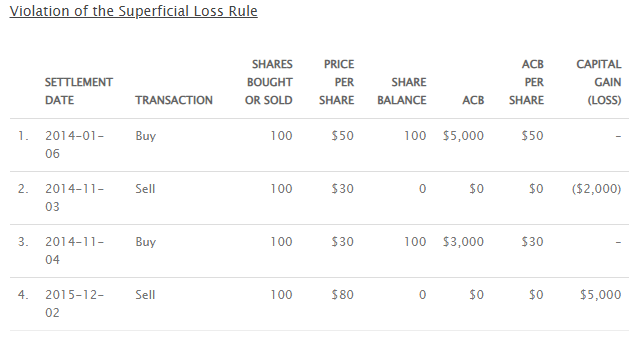 Violation of the Superficial Loss Rule
SETTLEMENT DATE TRANSACTION SHARES BOUGHT OR SOLD PRICE PER SHARE SHARE BALANCE ACB ACB PER SHARE CAPITAL GAIN (LOSS)
1. 2014-01-06 Buy 100 $50 100 $5,000 $50 -
2. 2014-11-03 Sell 100 $30 0 $0 $0 ($2,000)
3. 2014-11-04 Buy 100 $30 100 $3,000 $30 -
4. 2015-12-02 Sell 100 $80 0 $0 $0 $5,000